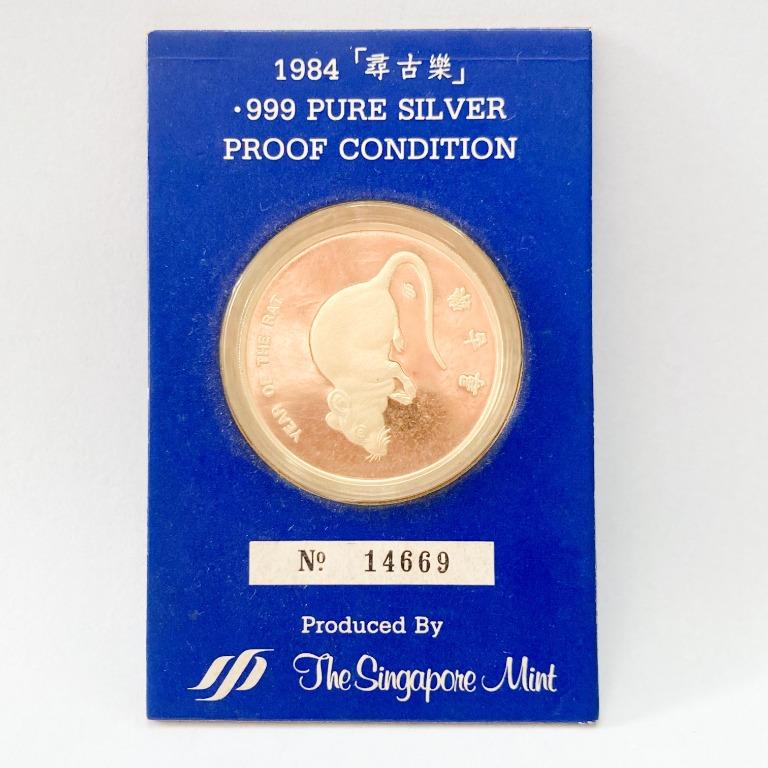 1984「尋古樂」
·999 PURE SILVER
PROOF CONDITION
YEAR OF THE RAT
Nº 14669
Produced By
The Singapore Mint